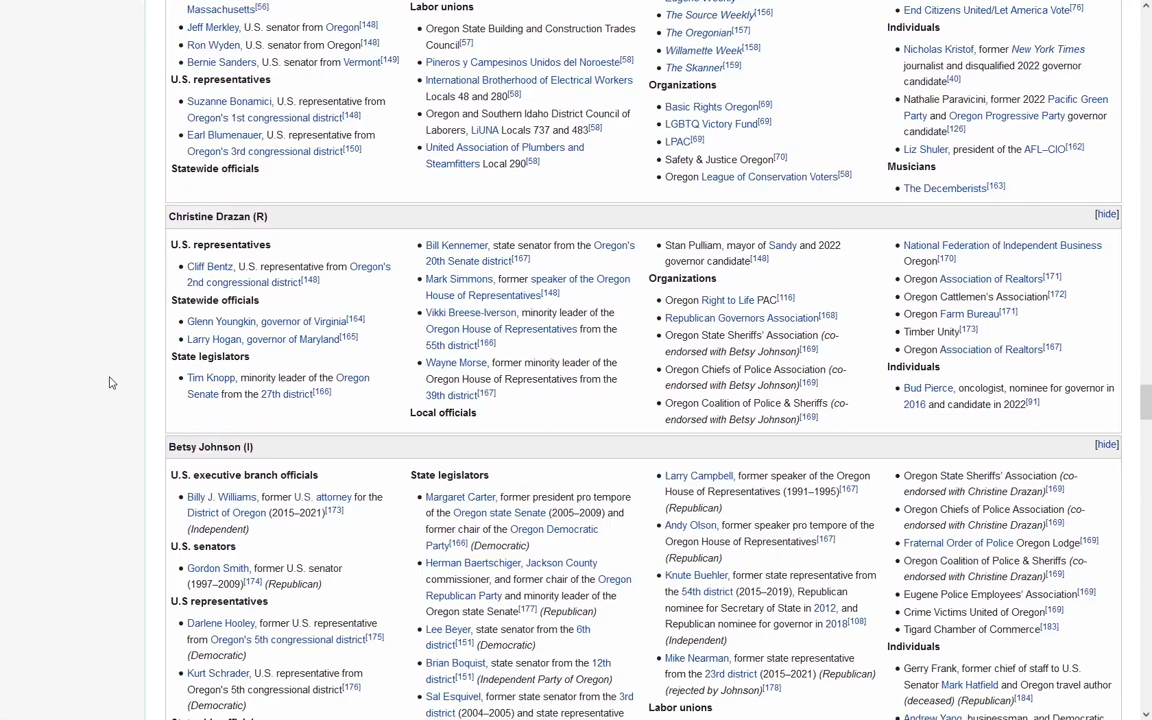 Massachusetts[56]
Jeff Merkley, U.S. senator from Oregon[148]
Ron Wyden, U.S. senator from Oregon[148]
Bernie Sanders, U.S. senator from Vermont[149]
U.S. representatives
Suzanne Bonamici, U.S. representative from
Oregon's 1st congressional district[148]
Earl Blumenauer, U.S. representative from
Oregon's 3rd congressional district[150]
Statewide officials
Labor unions
Oregon State Building and Construction Trades
Council[57]
Pineros y Campesinos Unidos del Noroeste[58]
International Brotherhood of Electrical Workers
Locals 48 and 280[58]
Oregon and Southern Idaho District Council of
Laborers, LiUNA Locals 737 and 483[58]
United Association of Plumbers and
Steamfitters Local 290[58]
The Source Weekly[156]
The Oregonian[157]
Willamette Week[158]
The Skanner[159]
Organizations
Basic Rights Oregon[69]
LGBTQ Victory Fund[69]
LPAC[69]
Safety & Justice Oregon[70]
Oregon League of Conservation Voters[58]
End Citizens United/Let America Vote[76]
Individuals
Nicholas Kristof, former New York Times
journalist and disqualified 2022 governor
candidate[40]
Nathalie Paravicini, former 2022 Pacific Green
Party and Oregon Progressive Party governor
candidate[126]
Liz Shuler, president of the AFL–CIO[162]
Musicians
The Decemberists[163]
Christine Drazan (R)
[hide]
U.S. representatives
Cliff Bentz, U.S. representative from Oregon's
2nd congressional district[148]
Statewide officials
Glenn Youngkin, governor of Virginia[164]
Larry Hogan, governor of Maryland[165]
State legislators
Tim Knopp, minority leader of the Oregon
Senate from the 27th district[166]
Bill Kennemer, state senator from the Oregon's
20th Senate district[167]
Mark Simmons, former speaker of the Oregon
House of Representatives[148]
Vikki Breese-Iverson, minority leader of the
Oregon House of Representatives from the
55th district[166]
Wayne Morse, former minority leader of the
Oregon House of Representatives from the
39th district[167]
Local officials
Stan Pulliam, mayor of Sandy and 2022
governor candidate[148]
Organizations
Oregon Right to Life PAC[116]
Republican Governors Association[168]
Oregon State Sheriffs' Association (co-
endorsed with Betsy Johnson)[169]
Oregon Chiefs of Police Association (co-
endorsed with Betsy Johnson)[169]
Oregon Coalition of Police & Sheriffs (co-
endorsed with Betsy Johnson)[169]
National Federation of Independent Business
Oregon[170]
Oregon Association of Realtors[171]
Oregon Cattlemen's Association[172]
Oregon Farm Bureau[171]
Timber Unity[173]
Oregon Association of Realtors[167]
Individuals
Bud Pierce, oncologist, nominee for governor in
2016 and candidate in 2022[91]
Betsy Johnson (I)
[hide]
U.S. executive branch officials
Billy J. Williams, former U.S. attorney for the
District of Oregon (2015–2021)[173]
(Independent)
U.S. senators
Gordon Smith, former U.S. senator
(1997–2009)[174] (Republican)
U.S representatives
Darlene Hooley, former U.S. representative
from Oregon's 5th congressional district[175]
(Democratic)
Kurt Schrader, U.S. representative from
Oregon's 5th congressional district[176]
(Democratic)
State legislators
Margaret Carter, former president pro tempore
of the Oregon state Senate (2005–2009) and
former chair of the Oregon Democratic
Party[166] (Democratic)
Herman Baertschiger, Jackson County
commissioner, and former chair of the Oregon
Republican Party and minority leader of the
Oregon state Senate[177] (Republican)
Lee Beyer, state senator from the 6th
district[151] (Democratic)
Brian Boquist, state senator from the 12th
district[151] (Independent Party of Oregon)
Sal Esquivel, former state senator from the 3rd
district (2004–2005) and state representative
Larry Campbell, former speaker of the Oregon
House of Representatives (1991–1995)[167]
(Republican)
Andy Olson, former speaker pro tempore of the
Oregon House of Representatives[167]
(Republican)
Knute Buehler, former state representative from
the 54th district (2015–2019), Republican
nominee for Secretary of State in 2012, and
Republican nominee for governor in 2018[108]
(Independent)
Mike Nearman, former state representative
from the 23rd district (2015–2021) (Republican)
(rejected by Johnson)[178]
Labor unions
Oregon State Sheriffs' Association (co-
endorsed with Christine Drazan)[169]
Oregon Chiefs of Police Association (co-
endorsed with Christine Drazan)[169]
Fraternal Order of Police Oregon Lodge[169]
Oregon Coalition of Police & Sheriffs (co-
endorsed with Christine Drazan)[169]
Eugene Police Employees' Association[169]
Crime Victims United of Oregon[169]
Tigard Chamber of Commerce[183]
Individuals
Gerry Frank, former chief of staff to U.S.
Senator Mark Hatfield and Oregon travel author
(deceased) (Republican)[184]
Andrew Yang, businessman, and Democratic